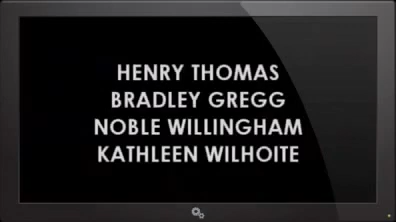 HENRY THOMAS
BRADLEY GREGG
NOBLE WILLINGHAM
KATHLEEN WILHOITE